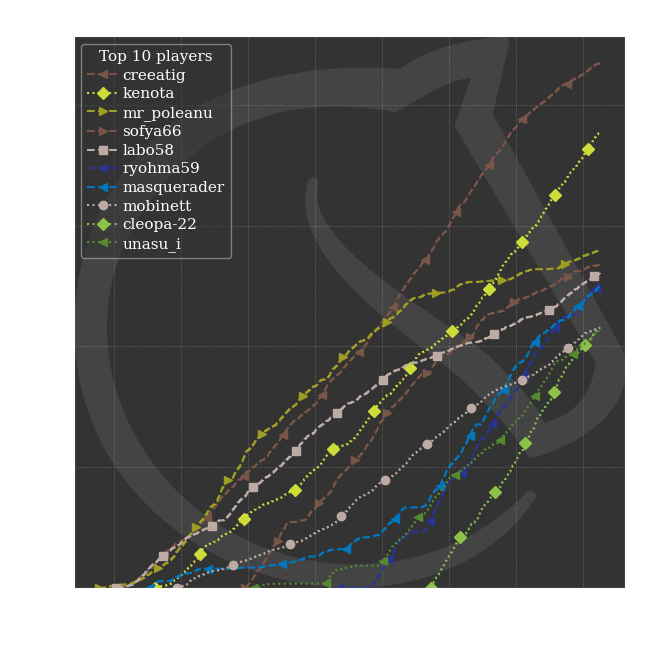 Top 10 players
creeatig
kenota
mr_poleanu
sofya66
labo58
ryohma59
masquerader
mobinett
cleopa-22
unasu_i